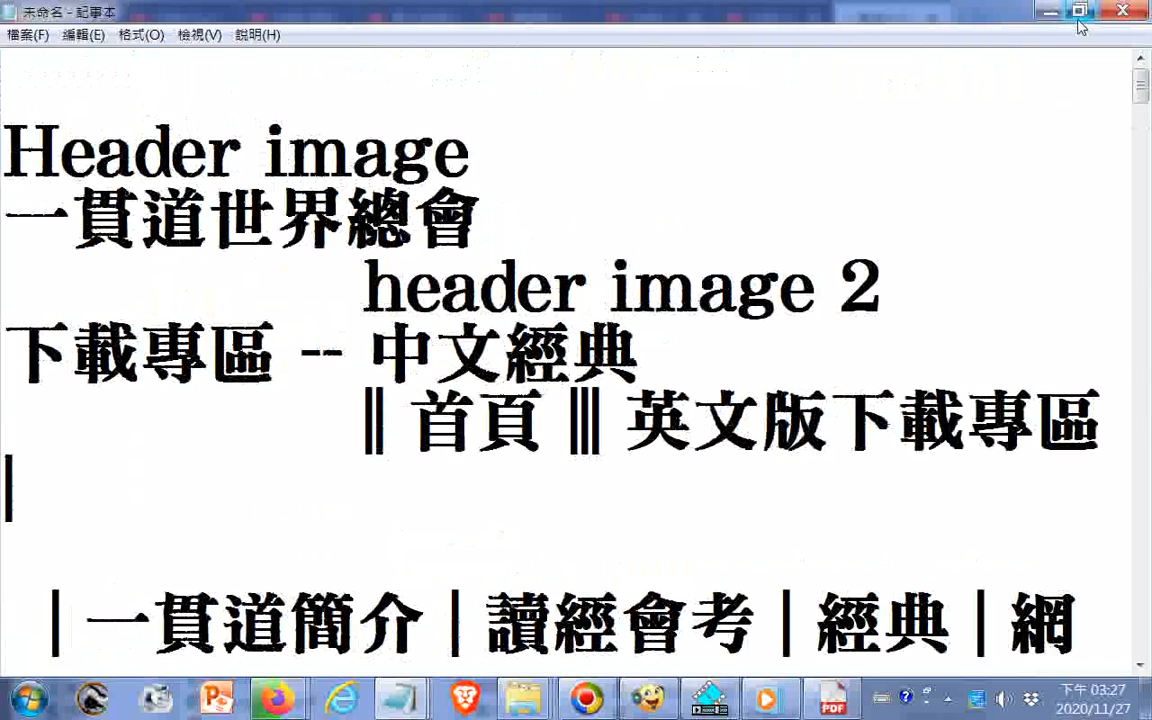 未命名 - 記事本
檔案(F) 編輯(E) 格式(O) 檢視(V) 說明(H)
Header image
一貫道世界總會
header image 2
下載專區 -- 中文經典
|| 首頁 ||| 英文版下載專區
|
| 一貫道簡介 | 讀經會考 | 經典 | 網
下午 03:27
2020/11/27
PDF